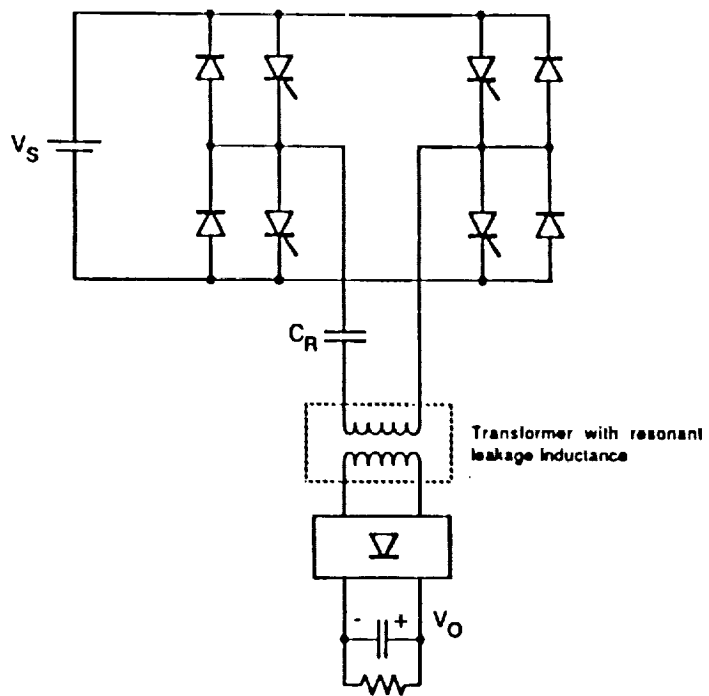 V_S
C_R
Transformer with resonant
leakage inductance
- + V_O